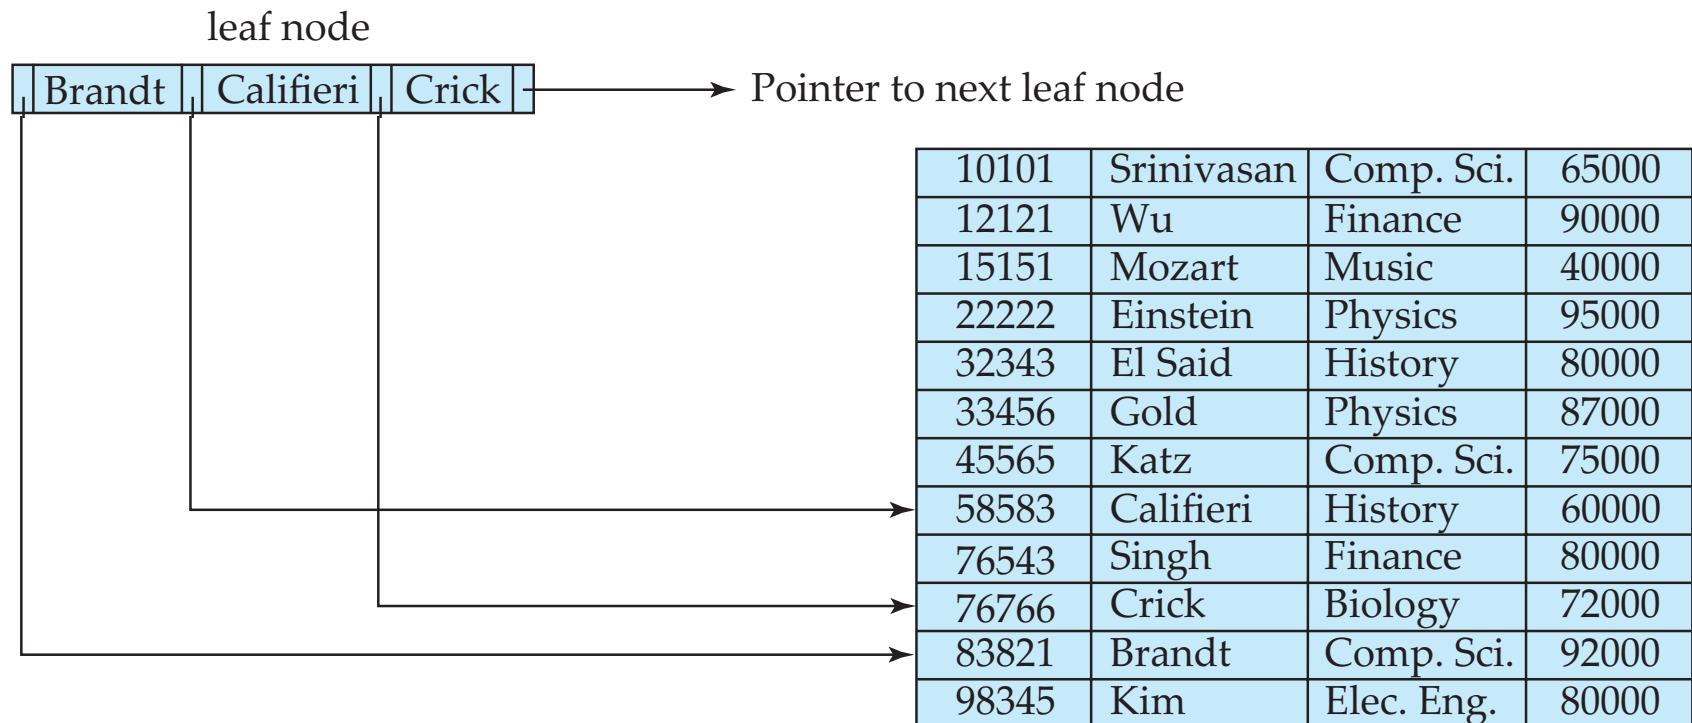 leaf node
Brandt Califieri Crick Pointer to next leaf node
10101 Srinivasan Comp. Sci. 65000
12121 Wu Finance 90000
15151 Mozart Music 40000
22222 Einstein Physics 95000
32343 El Said History 80000
33456 Gold Physics 87000
45565 Katz Comp. Sci. 75000
58583 Califieri History 60000
76543 Singh Finance 80000
76766 Crick Biology 72000
83821 Brandt Comp. Sci. 92000
98345 Kim Elec. Eng. 80000